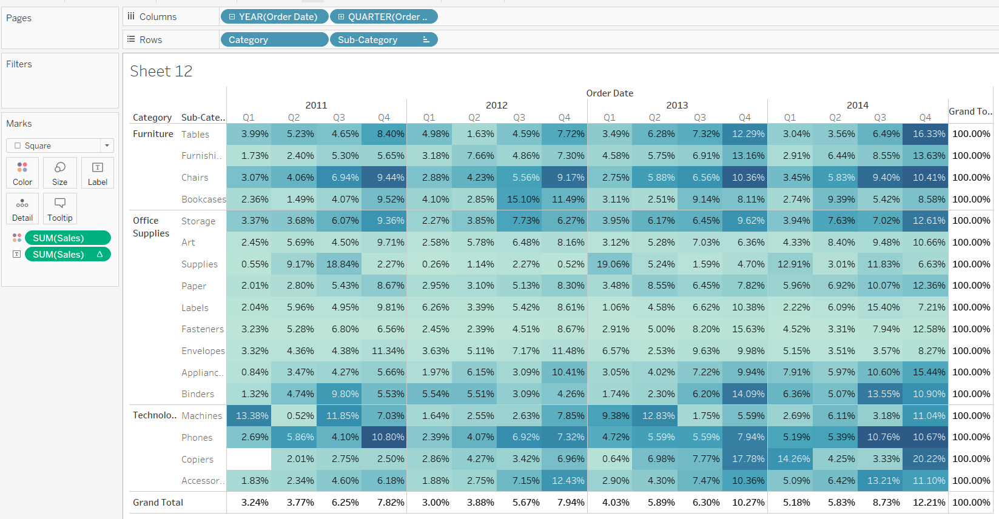 Pages
Columns YEAR(Order Date) QUARTER(Order ..
Rows Category Sub-Category
Filters
Marks
Square
Color Size Label
Detail Tooltip
SUM(Sales)
SUM(Sales)
Sheet 12
Order Date
2011 2012 2013 2014
Category Sub-Cate.. Q1 Q2 Q3 Q4 Q1 Q2 Q3 Q4 Q1 Q2 Q3 Q4 Q1 Q2 Q3 Q4 Grand To..
Furniture Tables 3.99% 5.23% 4.65% 8.40% 4.98% 1.63% 4.59% 7.72% 3.49% 6.28% 7.32% 12.29% 3.04% 3.56% 6.49% 16.33% 100.00%
Furnishi.. 1.73% 2.40% 5.30% 5.65% 3.18% 7.66% 4.86% 7.30% 4.58% 5.75% 6.91% 13.16% 2.91% 6.44% 8.55% 13.63% 100.00%
Chairs 3.07% 4.06% 6.94% 9.44% 2.88% 4.23% 5.56% 9.17% 2.75% 5.88% 6.56% 10.36% 3.45% 5.83% 9.40% 10.41% 100.00%
Bookcases 2.36% 1.49% 4.07% 9.52% 4.10% 2.85% 15.10% 11.49% 3.11% 2.51% 9.14% 8.11% 2.74% 9.39% 5.42% 8.58% 100.00%
Office Supplies Storage 3.37% 3.68% 6.07% 9.36% 2.27% 3.85% 7.73% 6.27% 3.95% 6.17% 6.45% 9.62% 3.94% 7.63% 7.02% 12.61% 100.00%
Art 2.45% 5.69% 4.50% 9.71% 2.58% 5.78% 6.48% 8.16% 3.12% 5.28% 7.03% 6.36% 4.33% 8.40% 9.48% 10.66% 100.00%
Supplies 0.55% 9.17% 18.84% 2.27% 0.26% 1.14% 2.27% 0.52% 19.06% 5.24% 1.59% 4.70% 12.91% 3.01% 11.83% 6.63% 100.00%
Paper 2.01% 2.80% 5.43% 8.67% 2.95% 3.10% 5.13% 8.30% 3.48% 8.55% 6.45% 7.82% 5.96% 6.92% 10.07% 12.36% 100.00%
Labels 2.04% 5.96% 4.95% 9.81% 6.26% 3.39% 5.42% 8.61% 1.06% 4.58% 6.62% 10.38% 2.22% 6.09% 15.40% 7.21% 100.00%
Fasteners 3.23% 5.28% 6.80% 6.56% 2.45% 2.39% 4.51% 8.67% 2.91% 5.00% 8.20% 15.63% 4.52% 3.31% 7.94% 12.58% 100.00%
Envelopes 3.32% 4.36% 4.38% 11.34% 3.63% 5.11% 7.17% 11.48% 6.57% 2.53% 9.63% 9.98% 5.15% 3.51% 3.57% 8.27% 100.00%
Applianc.. 0.84% 3.47% 4.27% 5.66% 1.97% 6.15% 3.09% 10.41% 3.05% 4.02% 7.22% 9.94% 7.91% 5.97% 10.60% 15.44% 100.00%
Binders 1.32% 4.74% 9.80% 5.53% 5.54% 5.51% 3.09% 4.26% 1.74% 2.30% 6.20% 14.09% 6.36% 5.07% 13.55% 10.90% 100.00%
Technolo.. Machines 13.38% 0.52% 11.85% 7.03% 1.64% 2.55% 2.63% 7.85% 9.38% 12.83% 1.75% 5.59% 2.69% 6.11% 3.18% 11.04% 100.00%
Phones 2.69% 5.86% 4.10% 10.80% 2.39% 4.07% 6.92% 7.32% 4.72% 5.59% 5.59% 7.94% 5.19% 5.39% 10.76% 10.67% 100.00%
Copiers 2.01% 2.75% 2.50% 2.86% 4.27% 3.42% 6.96% 0.64% 6.98% 7.77% 17.78% 14.26% 4.25% 3.33% 20.22% 100.00%
Accessor.. 1.83% 2.34% 4.60% 6.18% 1.88% 2.75% 7.15% 12.43% 2.90% 4.30% 7.47% 10.36% 5.09% 6.42% 13.21% 11.10% 100.00%
Grand Total 3.24% 3.77% 6.25% 7.82% 3.00% 3.88% 5.67% 7.94% 4.03% 5.89% 6.30% 10.27% 5.18% 5.83% 8.73% 12.21% 100.00%